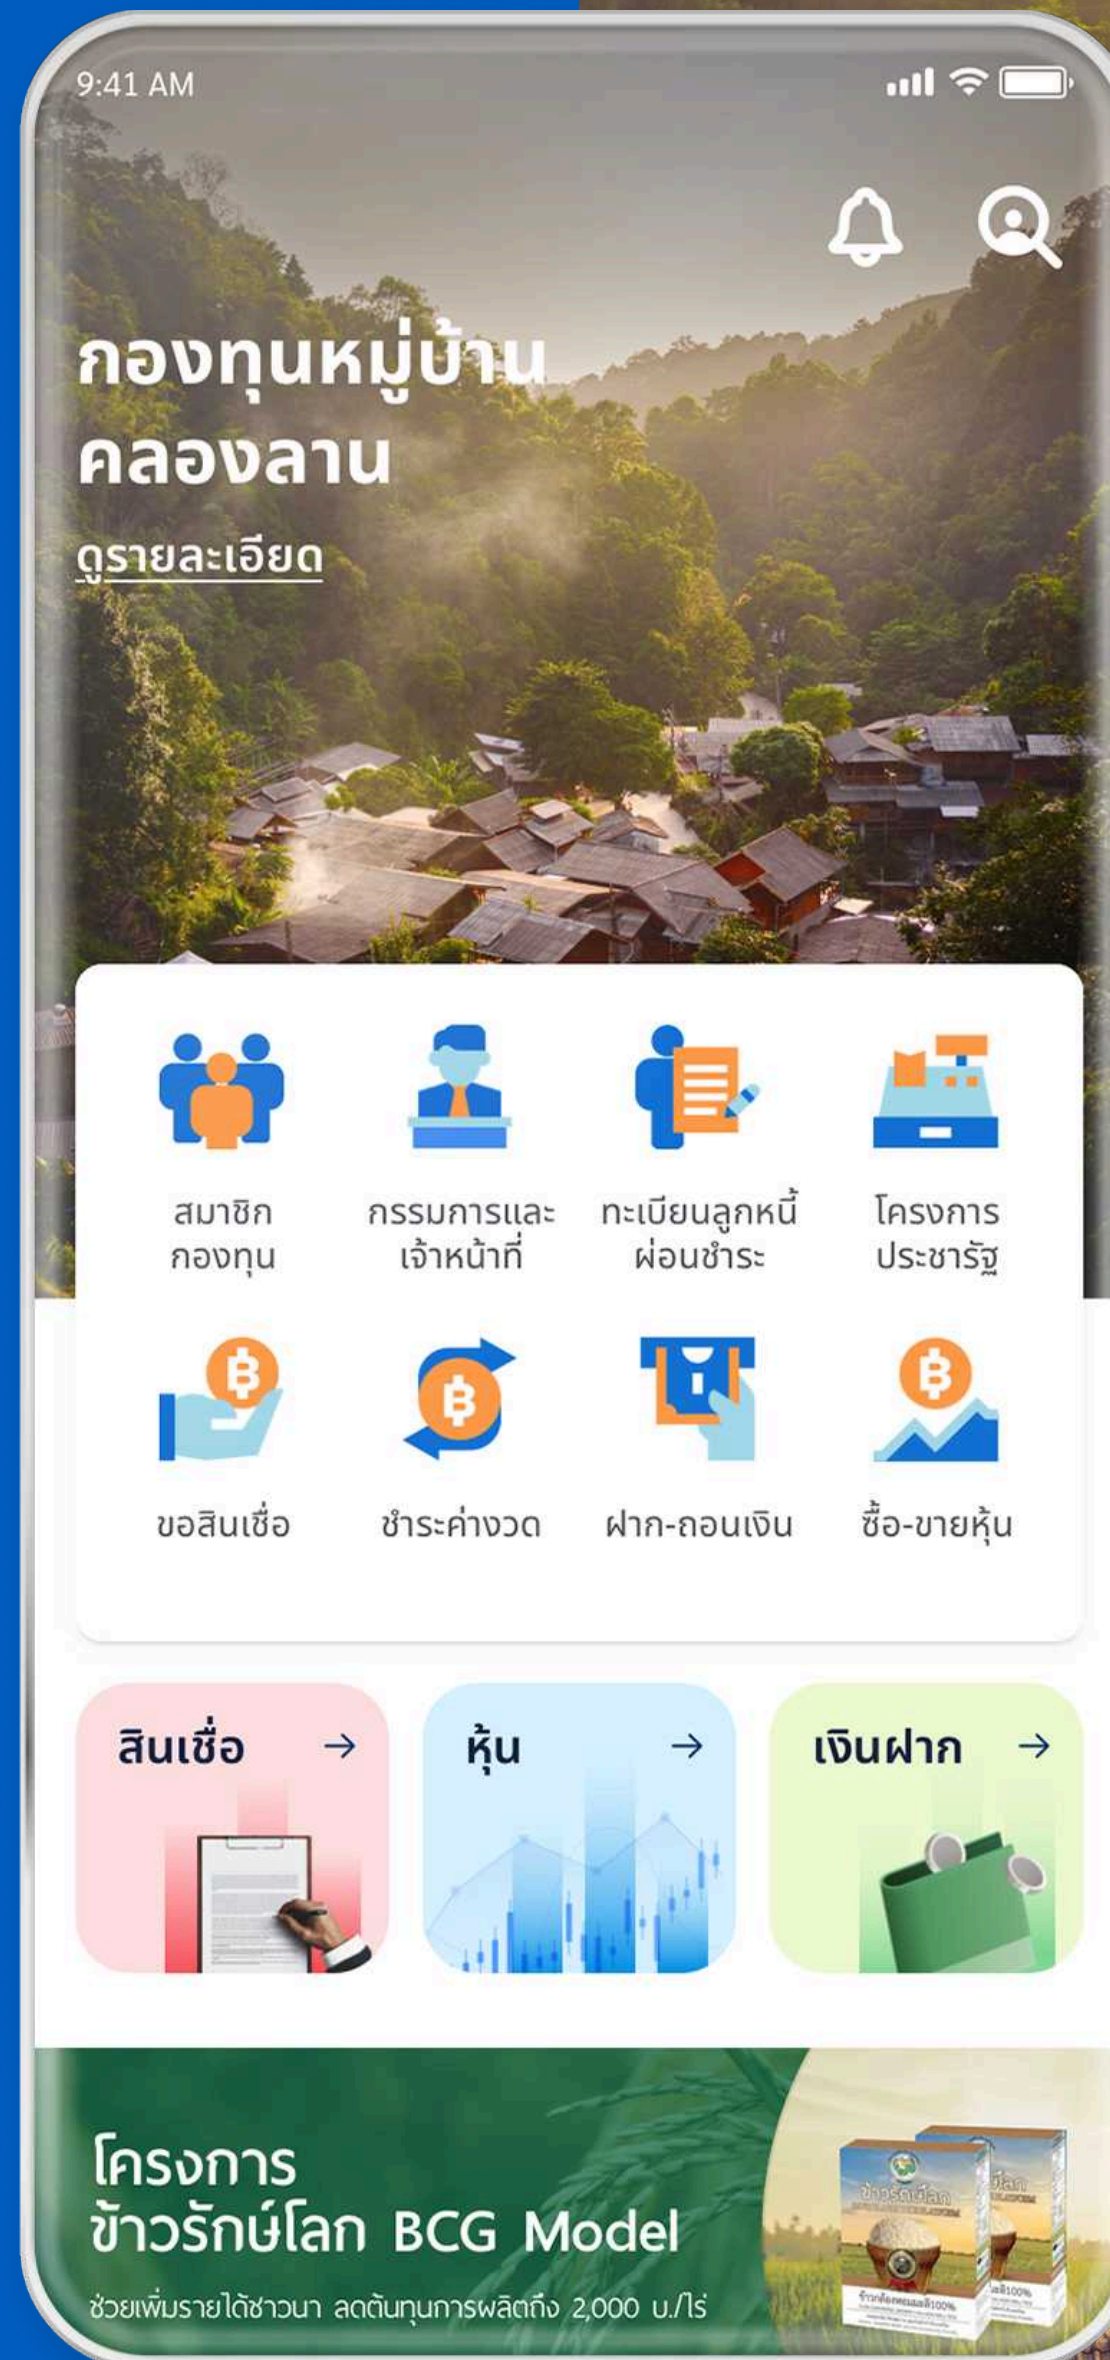 9:41 AM
กองทุนหมู่บ้าน
คลองลาน
ดูรายละเอียด
สมาชิก
กองทุน
กรรมการและ
เจ้าหน้าที่
ทะเบียนลูกหนี้
ผ่อนชำระ
โครงการ
ประชารัฐ
ขอสินเชื่อ
ชำระค่างวด
ฝาก-ถอนเงิน
ซื้อ-ขายหุ้น
สินเชื่อ →
หุ้น →
เงินฝาก →
โครงการ
ข้าวรักษ์โลก BCG Model
ช่วยเพิ่มรายได้ชาวนา ลดต้นทุนการผลิตถึง 2,000 บ./ไร่
ข้าวรักษ์โลก